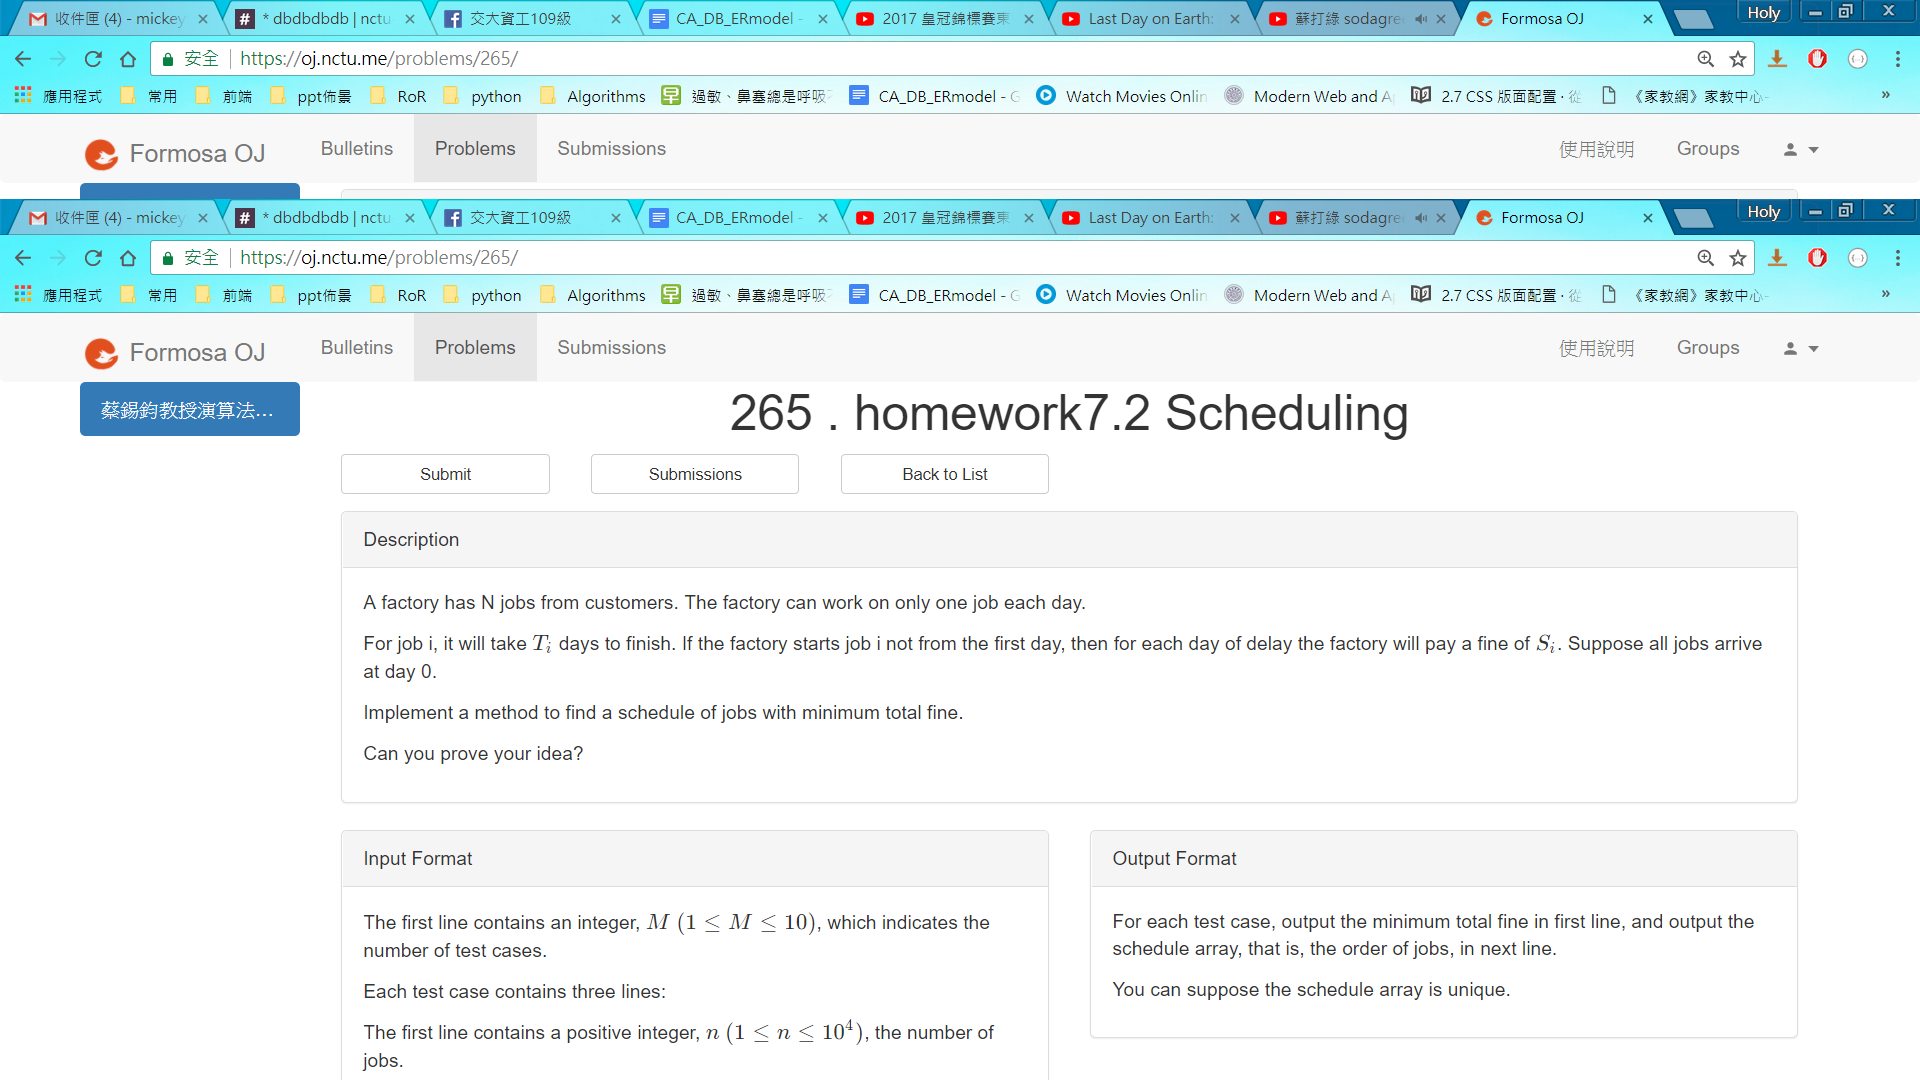 收件匣 (4) - mickey
* dbdbdbdb | nctu
交大資工109級
CA_DB_ERmodel -
2017 皇冠錦標賽東
Last Day on Earth:
蘇打綠 sodagree
Formosa OJ
Holy
安全
https://oj.nctu.me/problems/265/
應用程式
常用
前端
ppt佈景
RoR
python
Algorithms
過敏、鼻塞總是呼吸
CA_DB_ERmodel - G
Watch Movies Onlin
Modern Web and A
2.7 CSS 版面配置 · 從
《家教網》家教中心-
»
Formosa OJ
Bulletins
Problems
Submissions
使用說明
Groups
收件匣 (4) - mickey
* dbdbdbdb | nctu
交大資工109級
CA_DB_ERmodel -
2017 皇冠錦標賽東
Last Day on Earth:
蘇打綠 sodagree
Formosa OJ
Holy
安全
https://oj.nctu.me/problems/265/
應用程式
常用
前端
ppt佈景
RoR
python
Algorithms
過敏、鼻塞總是呼吸
CA_DB_ERmodel - G
Watch Movies Onlin
Modern Web and A
2.7 CSS 版面配置 · 從
《家教網》家教中心-
»
Formosa OJ
Bulletins
Problems
Submissions
使用說明
Groups
蔡錫鈞教授演算法...
265 . homework7.2 Scheduling
Submit
Submissions
Back to List
Description
A factory has N jobs from customers. The factory can work on only one job each day.
For job i, it will take T_i days to finish. If the factory starts job i not from the first day, then for each day of delay the factory will pay a fine of S_i. Suppose all jobs arrive
at day 0.
Implement a method to find a schedule of jobs with minimum total fine.
Can you prove your idea?
Input Format
The first line contains an integer, M (1 ≤ M ≤ 10), which indicates the
number of test cases.
Each test case contains three lines:
The first line contains a positive integer, n (1 ≤ n ≤ 10^4), the number of
jobs.
Output Format
For each test case, output the minimum total fine in first line, and output the
schedule array, that is, the order of jobs, in next line.
You can suppose the schedule array is unique.